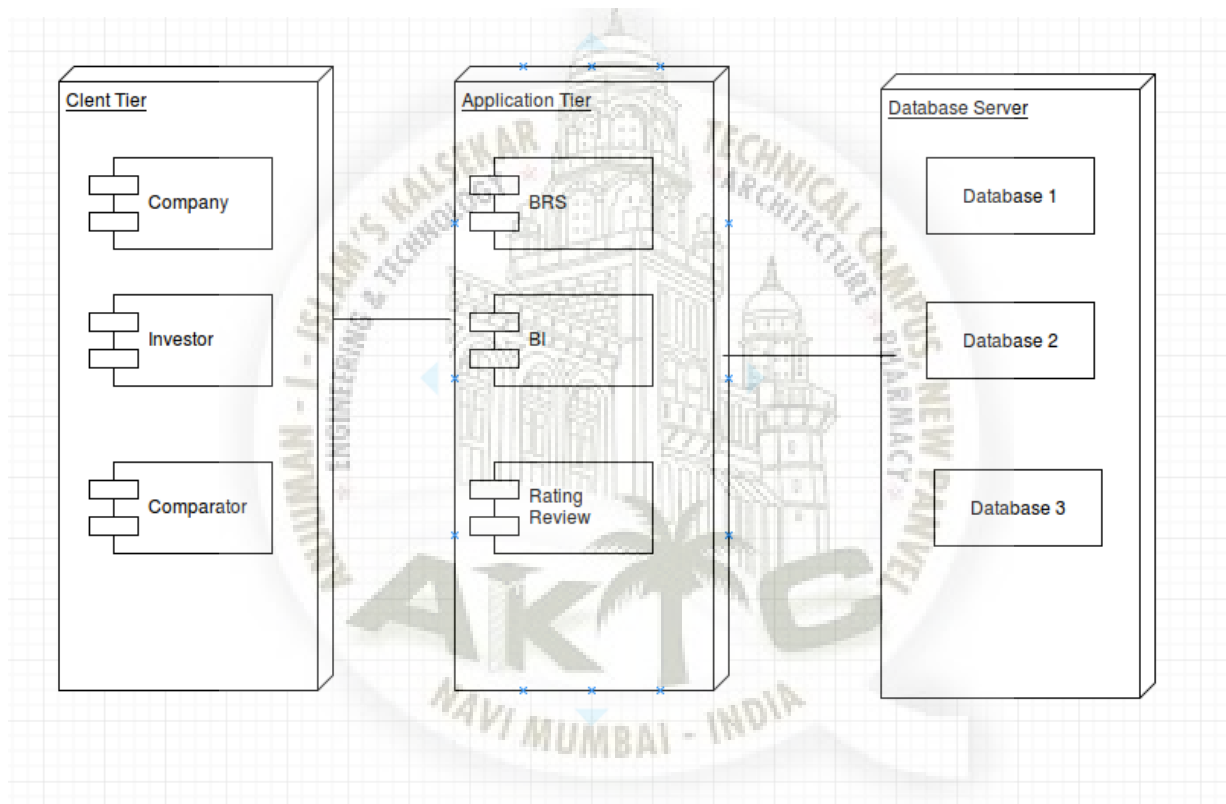 Clent Tier
Company
Investor
Comparator
Application Tier
BRS
BI
Rating
Review
Database Server
Database 1
Database 2
Database 3
ANJUMAN - I - ISLAM'S KALSEKAR TECHNICAL CAMPUS, NEW PANVEL
ENGINEERING & TECHNOLOGY * ARCHITECTURE * PHARMACY *
AKTC
NAVI MUMBAI - INDIA